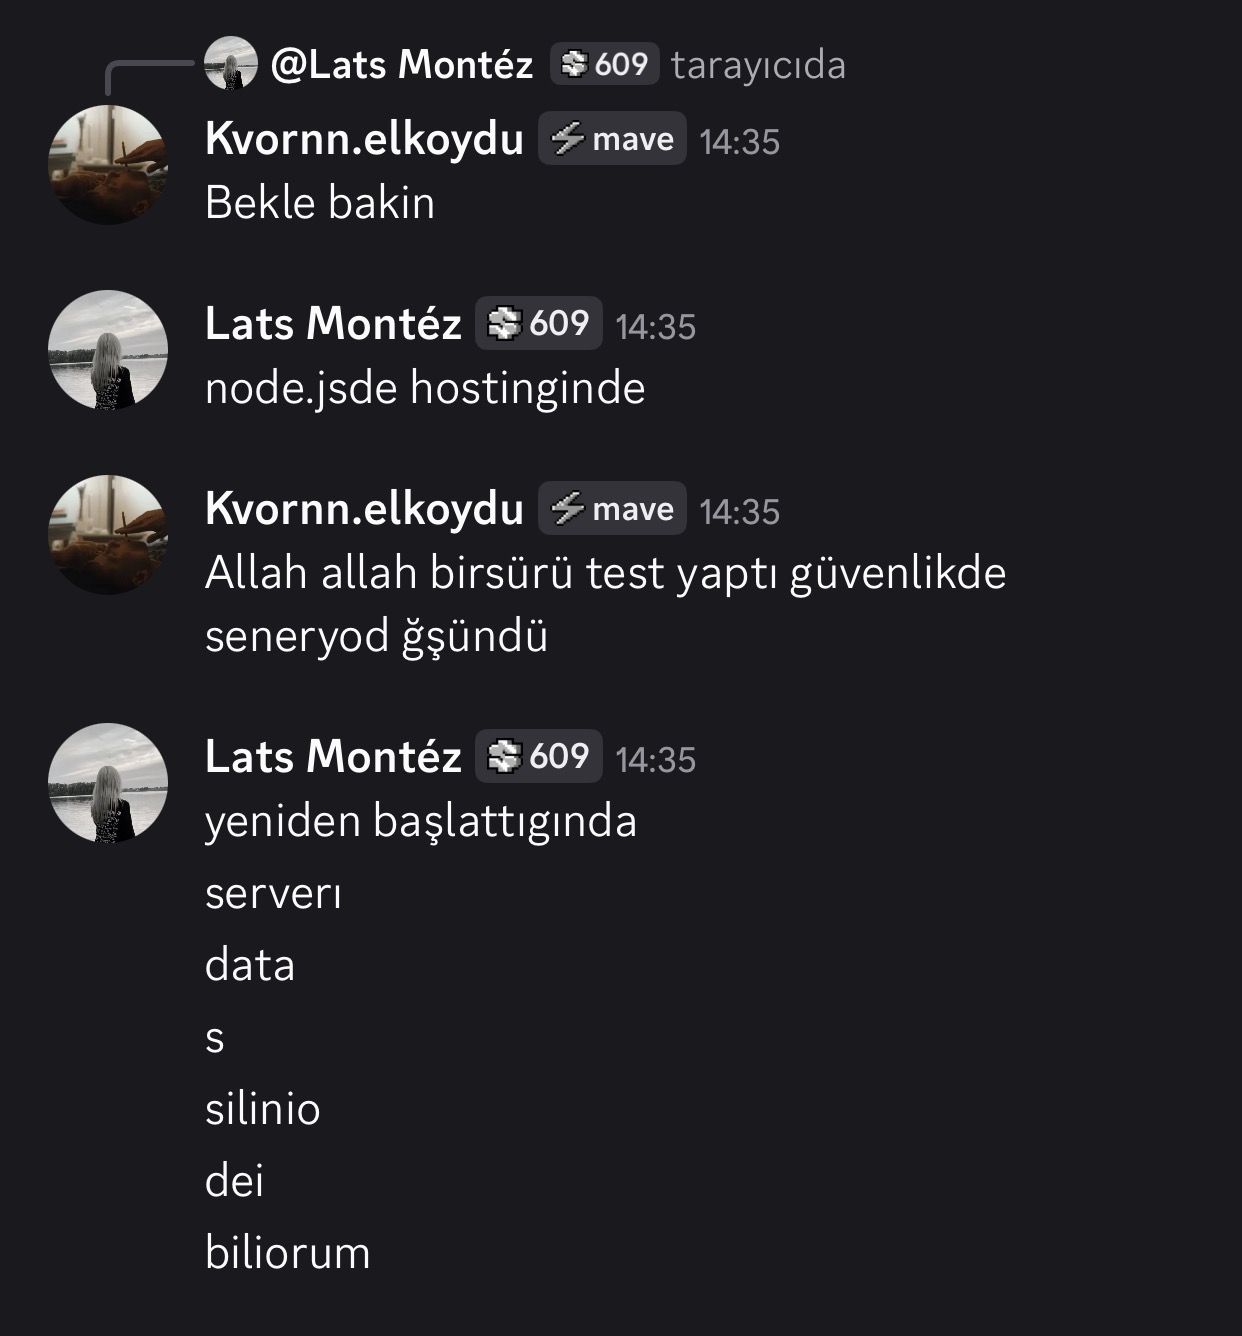 @Lats Montéz 609 tarayıcıda
Kvornn.elkoydu mave 14:35
Bekle bakin
Lats Montéz 609 14:35
node.jsde hostinginde
Kvornn.elkoydu mave 14:35
Allah allah birsürü test yaptı güvenlikde
seneryod ğşündü
Lats Montéz 609 14:35
yeniden başlattıgında
serverı
data
s
silinio
dei
biliorum